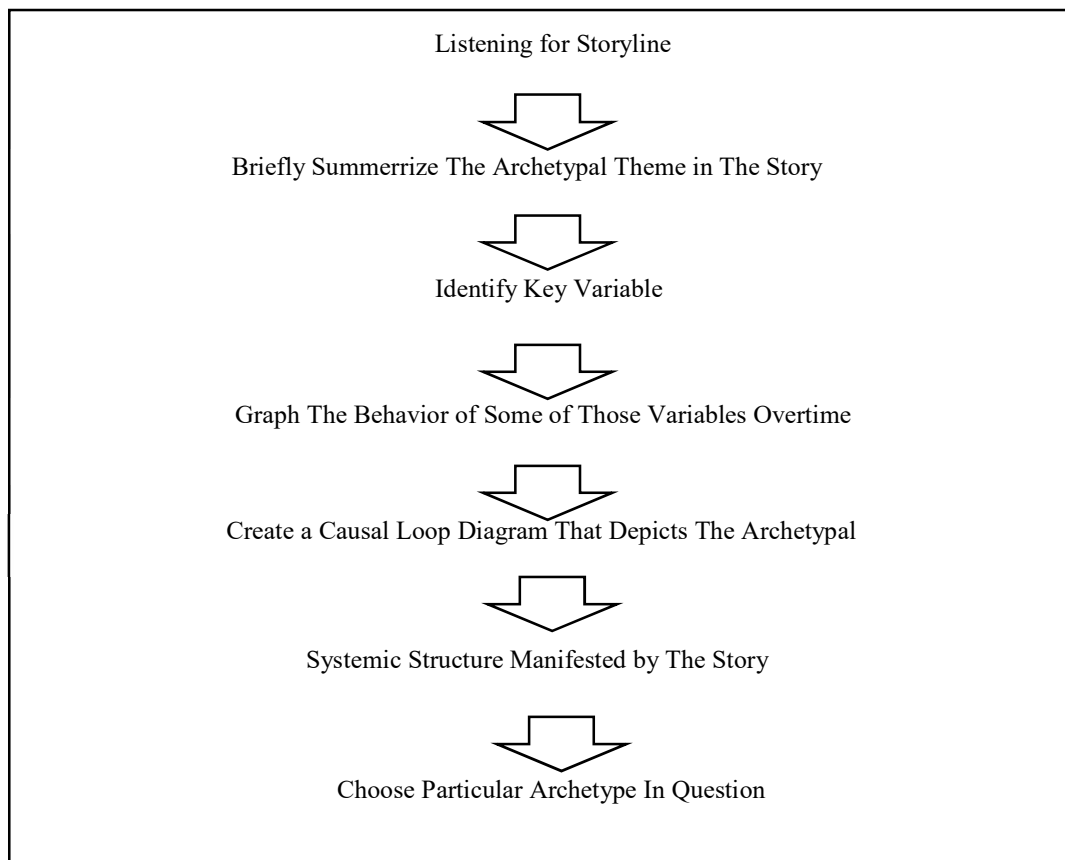 Listening for Storyline
Briefly Summerrize The Archetypal Theme in The Story
Identify Key Variable
Graph The Behavior of Some of Those Variables Overtime
Create a Causal Loop Diagram That Depicts The Archetypal
Systemic Structure Manifested by The Story
Choose Particular Archetype In Question